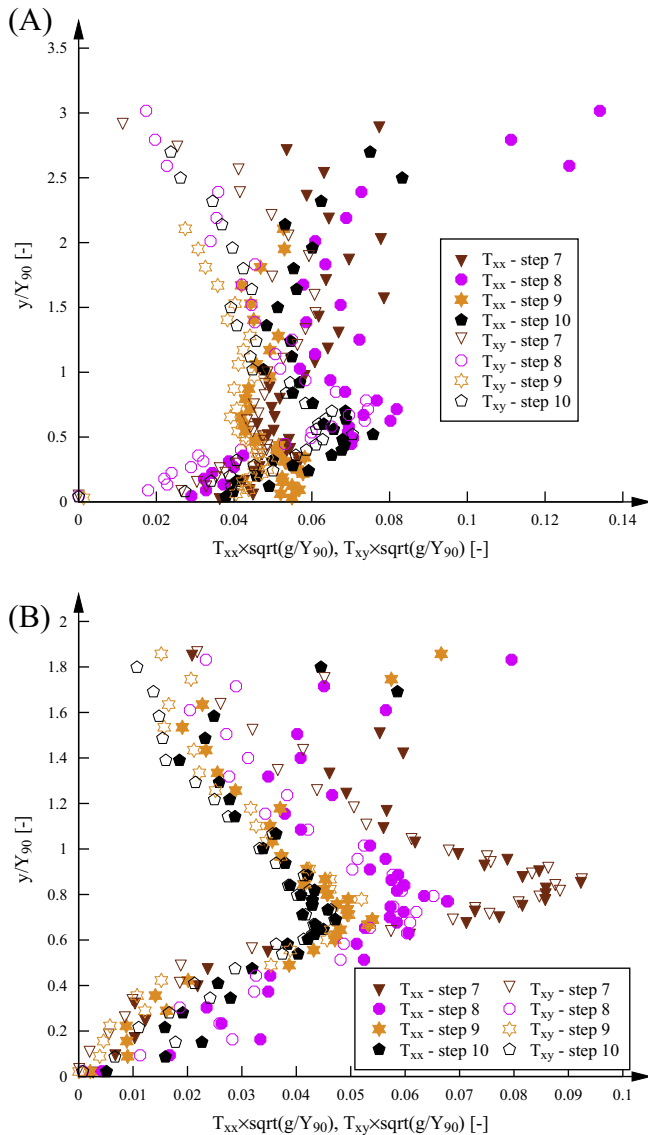 (A)
3.5
3
2.5
2
1.5
1
0.5
0
y/Y90 [-]
Txx - step 7
Txx - step 8
Txx - step 9
Txx - step 10
Txy - step 7
Txy - step 8
Txy - step 9
Txy - step 10
0 0.02 0.04 0.06 0.08 0.1 0.12 0.14
Txx×sqrt(g/Y90), Txy×sqrt(g/Y90) [-]
(B)
2
1.8
1.6
1.4
1.2
1
0.8
0.6
0.4
0.2
0
y/Y90 [-]
Txx - step 7 Txy - step 7
Txx - step 8 Txy - step 8
Txx - step 9 Txy - step 9
Txx - step 10 Txy - step 10
0 0.01 0.02 0.03 0.04 0.05 0.06 0.07 0.08 0.09 0.1
Txx×sqrt(g/Y90), Txy×sqrt(g/Y90) [-]